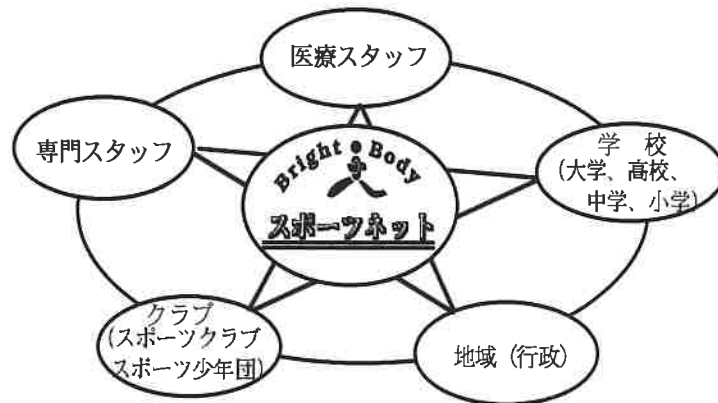 医療スタッフ
専門スタッフ
学　校
(大学、高校、
中学、小学)
Bright Body
スポーツネット
クラブ
(スポーツクラブ
スポーツ少年団)
地域 (行政)